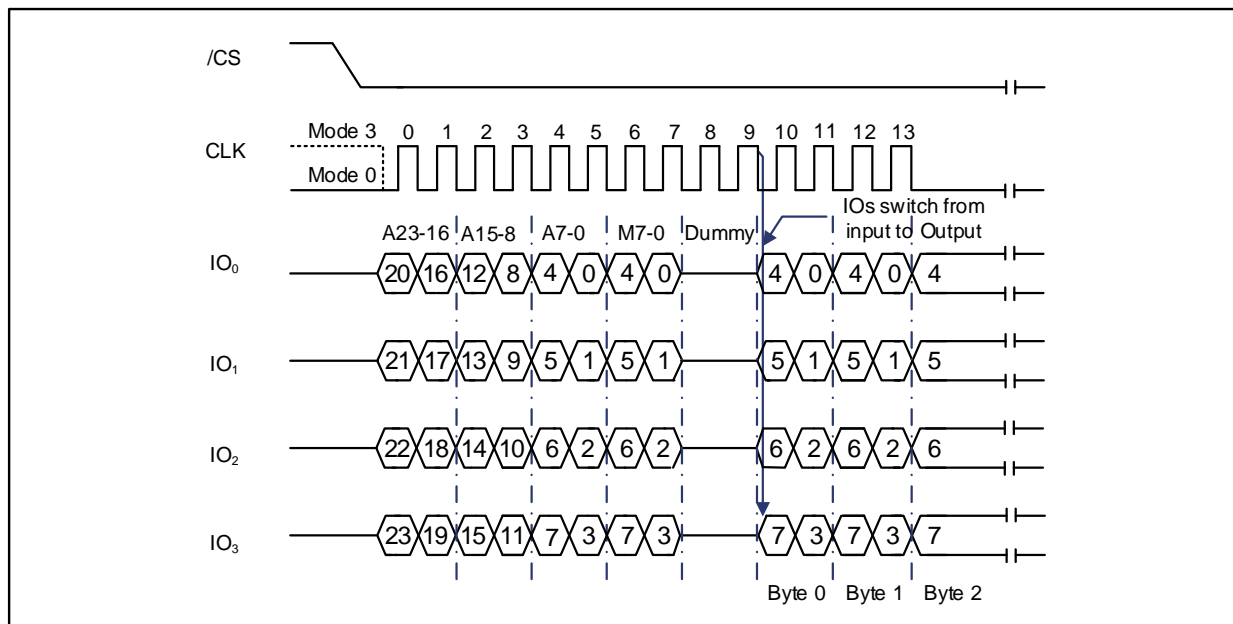 /CS
Mode 3
0 1 2 3 4 5 6 7 8 9 10 11 12 13
CLK
Mode 0
IOs switch from
input to Output
A23-16 A15-8 A7-0 M7-0 Dummy
IO0 20 16 12 8 4 0 4 0 4 0 4 0 4
IO1 21 17 13 9 5 1 5 1 5 1 5 1 5
IO2 22 18 14 10 6 2 6 2 6 2 6 2 6
IO3 23 19 15 11 7 3 7 3 7 3 7 3 7
Byte 0 Byte 1 Byte 2